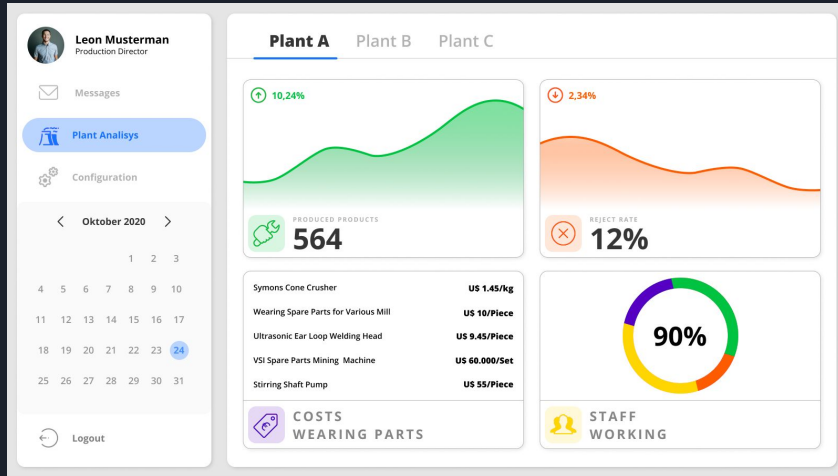 Leon Musterman
Production Director
Messages
Plant Analisys
Configuration
Oktober 2020
1 2 3
4 5 6 7 8 9 10
11 12 13 14 15 16 17
18 19 20 21 22 23 24
25 26 27 28 29 30 31
Logout
Plant A Plant B Plant C
10,24%
PRODUCED PRODUCTS
564
2,34%
REJECT RATE
12%
Symons Cone Crusher U$ 1.45/kg
Wearing Spare Parts for Various Mill U$ 10/Piece
Ultrasonic Ear Loop Welding Head U$ 9.45/Piece
VSI Spare Parts Mining Machine U$ 60.000/Set
Stirring Shaft Pump U$ 55/Piece
COSTS
WEARING PARTS
90%
STAFF
WORKING